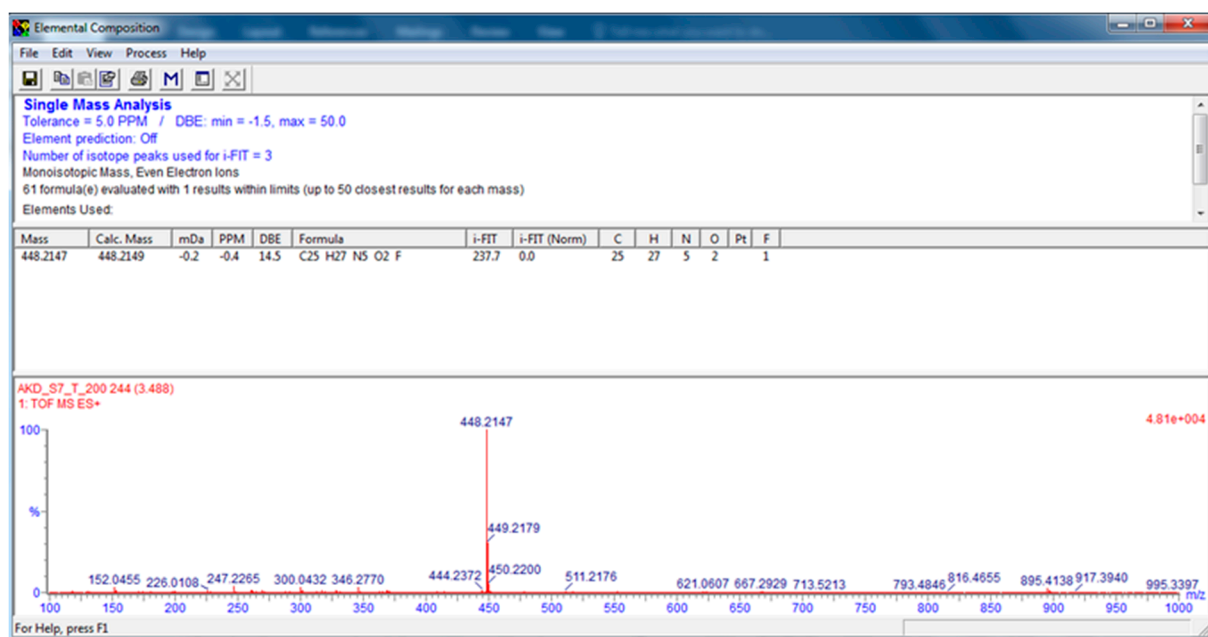 Elemental Composition
File Edit View Process Help
M
Single Mass Analysis
Tolerance = 5.0 PPM / DBE: min = -1.5, max = 50.0
Element prediction: Off
Number of isotope peaks used for i-FIT = 3
Monoisotopic Mass, Even Electron Ions
61 formula(e) evaluated with 1 results within limits (up to 50 closest results for each mass)
Elements Used:
Mass Calc. Mass mDa PPM DBE Formula i-FIT i-FIT (Norm) C H N O Pt F
448.2147 448.2149 -0.2 -0.4 14.5 C25 H27 N5 O2 F 237.7 0.0 25 27 5 2 1
AKD_S7_T_200 244 (3.488)
1: TOF MS ES+
4.81e+004
100
448.2147
%
449.2179
152.0455 226.0108 247.2265 300.0432 346.2770 444.2372 450.2200 511.2176 621.0607 667.2929 713.5213 793.4846 816.4655 895.4138 917.3940 995.3397
0
100 150 200 250 300 350 400 450 500 550 600 650 700 750 800 850 900 950 1000 m/z
For Help, press F1